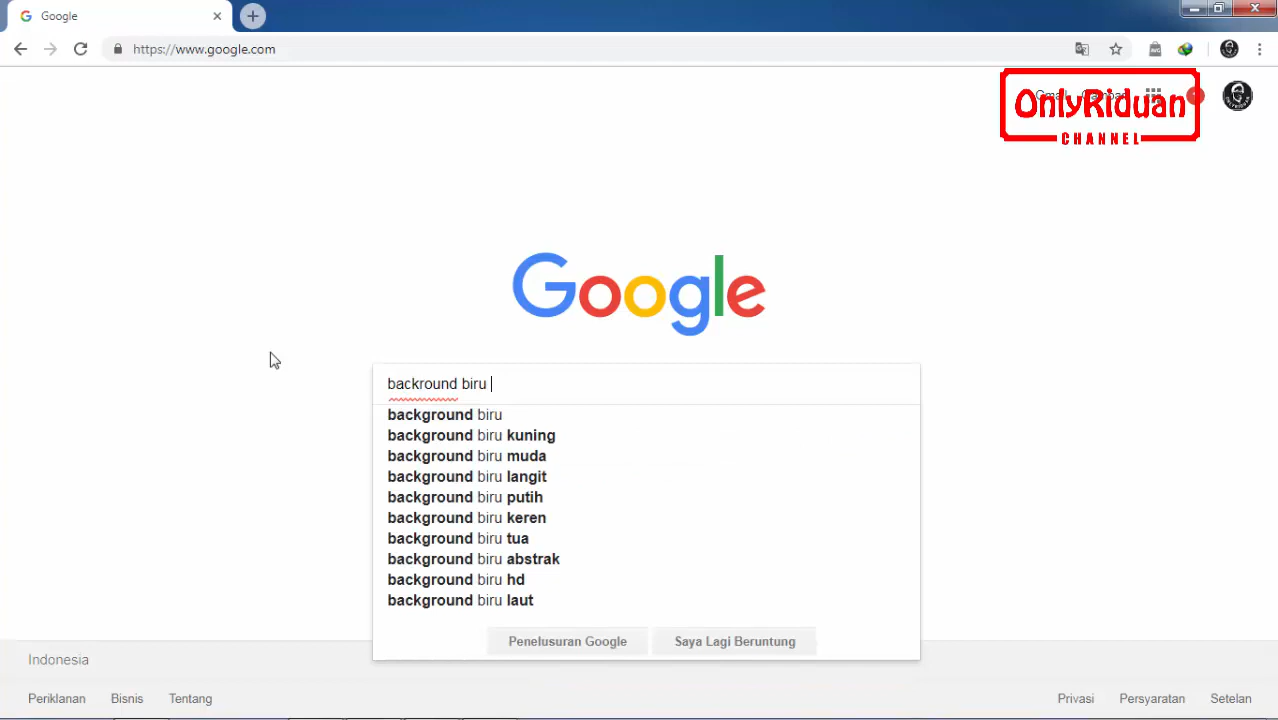 Google
https://www.google.com
Gmail Gambar
OnlyRiduan
CHANNEL
Google
backround biru
background biru
background biru kuning
background biru muda
background biru langit
background biru putih
background biru keren
background biru tua
background biru abstrak
background biru hd
background biru laut
Penelusuran Google Saya Lagi Beruntung
Indonesia
Periklanan Bisnis Tentang Privasi Persyaratan Setelan